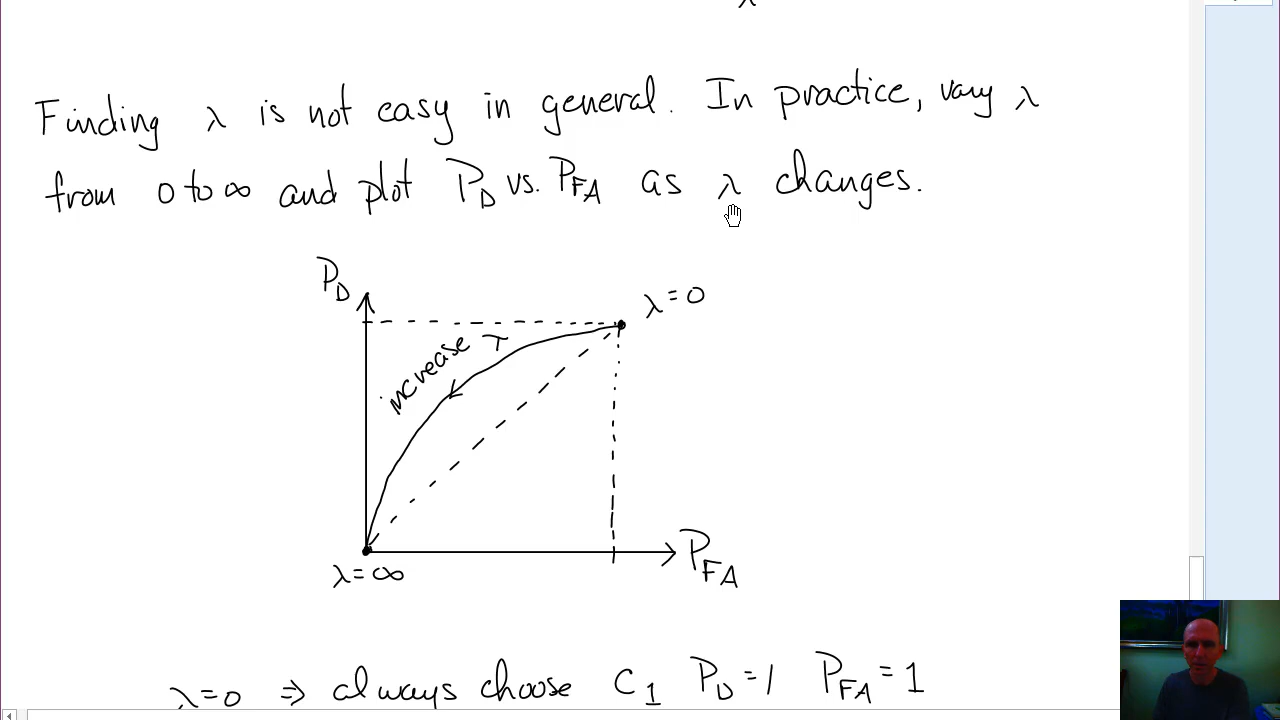 λ
Finding λ is not easy in general. In practice, vary λ
from 0 to ∞ and plot P_D vs. P_FA as λ changes.
P_D
λ=0
increase λ
P_FA
λ=∞
λ=0 ⇒ always choose C_1 P_D=1 P_FA=1